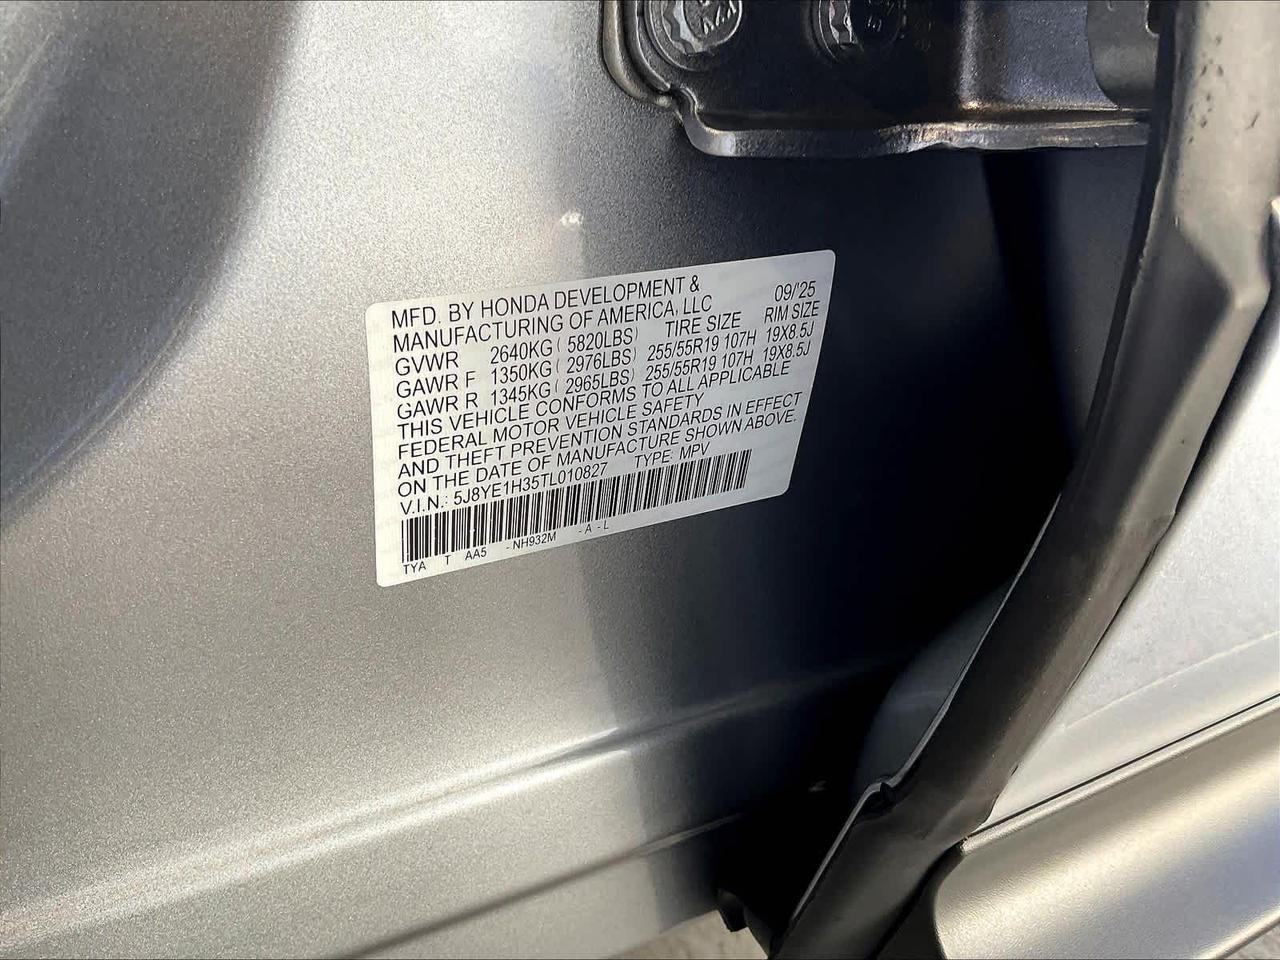 MFD. BY HONDA DEVELOPMENT &
MANUFACTURING OF AMERICA, LLC 09/'25
GVWR 2640KG ( 5820LBS) TIRE SIZE RIM SIZE
GAWR F 1350KG ( 2976LBS) 255/55R19 107H 19X8.5J
GAWR R 1345KG ( 2965LBS) 255/55R19 107H 19X8.5J
THIS VEHICLE CONFORMS TO ALL APPLICABLE
FEDERAL MOTOR VEHICLE SAFETY
AND THEFT PREVENTION STANDARDS IN EFFECT
ON THE DATE OF MANUFACTURE SHOWN ABOVE.
V.I.N.: 5J8YE1H35TL010827 TYPE: MPV
TYA T AA5 - NH932M - A - L